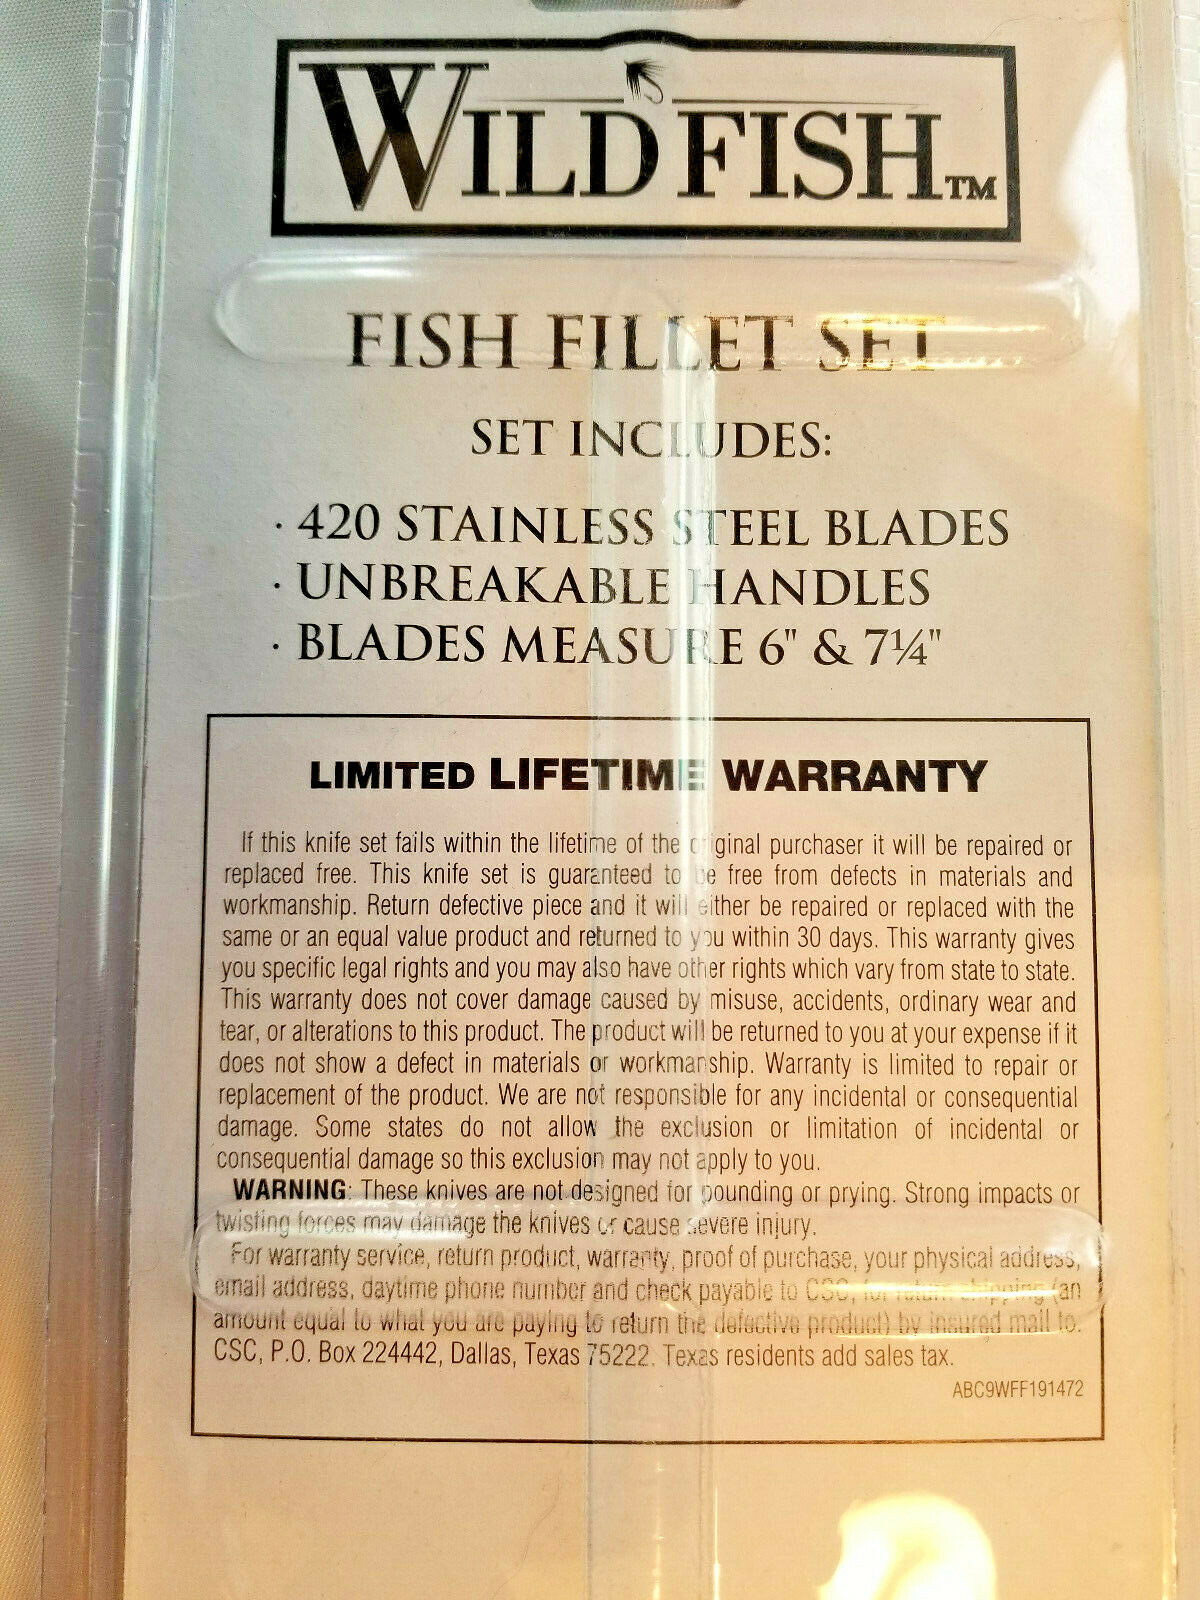 WILD FISH™
FISH FILLET SET
SET INCLUDES:
· 420 STAINLESS STEEL BLADES
· UNBREAKABLE HANDLES
· BLADES MEASURE 6" & 7¼"
LIMITED LIFETIME WARRANTY
If this knife set fails within the lifetime of the original purchaser it will be repaired or
replaced free. This knife set is guaranteed to be free from defects in materials and
workmanship. Return defective piece and it will either be repaired or replaced with the
same or an equal value product and returned to you within 30 days. This warranty gives
you specific legal rights and you may also have other rights which vary from state to state.
This warranty does not cover damage caused by misuse, accidents, ordinary wear and
tear, or alterations to this product. The product will be returned to you at your expense if it
does not show a defect in materials or workmanship. Warranty is limited to repair or
replacement of the product. We are not responsible for any incidental or consequential
damage. Some states do not allow the exclusion or limitation of incidental or
consequential damage so this exclusion may not apply to you.
WARNING: These knives are not designed for pounding or prying. Strong impacts or
twisting forces may damage the knives or cause severe injury.
For warranty service, return product, warranty, proof of purchase, your physical address,
email address, daytime phone number and check payable to CSC, for return shipping (an
amount equal to what you are paying to return the defective product) by insured mail to:
CSC, P.O. Box 224442, Dallas, Texas 75222. Texas residents add sales tax.
ABC9WFF191472